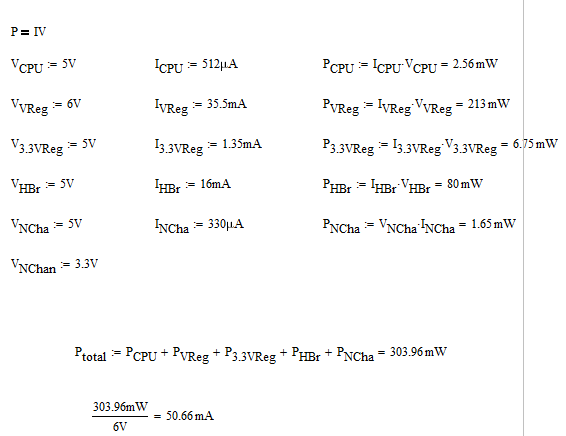 P = IV
V_CPU := 5V I_CPU := 512μA P_CPU := I_CPU·V_CPU = 2.56 mW
V_VReg := 6V I_VReg := 35.5mA P_VReg := I_VReg·V_VReg = 213 mW
V_3.3VReg := 5V I_3.3VReg := 1.35mA P_3.3VReg := I_3.3VReg·V_3.3VReg = 6.75 mW
V_HBr := 5V I_HBr := 16mA P_HBr := I_HBr·V_HBr = 80 mW
V_NCha := 5V I_NCha := 330μA P_NCha := V_NCha·I_NCha = 1.65 mW
V_NChan := 3.3V
P_total := P_CPU + P_VReg + P_3.3VReg + P_HBr + P_NCha = 303.96 mW
303.96mW
6V
= 50.66 mA